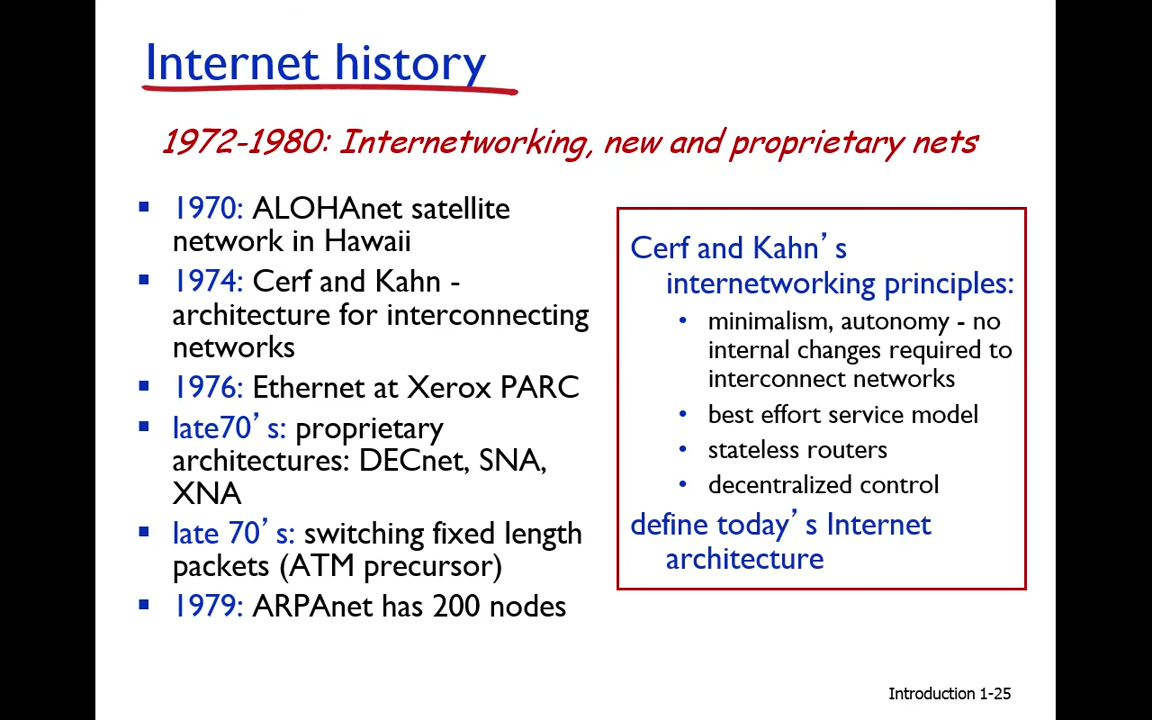 Internet history
1972-1980: Internetworking, new and proprietary nets
▪ 1970: ALOHAnet satellite
network in Hawaii
▪ 1974: Cerf and Kahn -
architecture for interconnecting
networks
▪ 1976: Ethernet at Xerox PARC
▪ late70’s: proprietary
architectures: DECnet, SNA,
XNA
▪ late 70’s: switching fixed length
packets (ATM precursor)
▪ 1979: ARPAnet has 200 nodes
Cerf and Kahn’s
internetworking principles:
• minimalism, autonomy - no
internal changes required to
interconnect networks
• best effort service model
• stateless routers
• decentralized control
define today’s Internet
architecture
Introduction 1-25